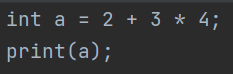 int a = 2 + 3 * 4;
print(a);